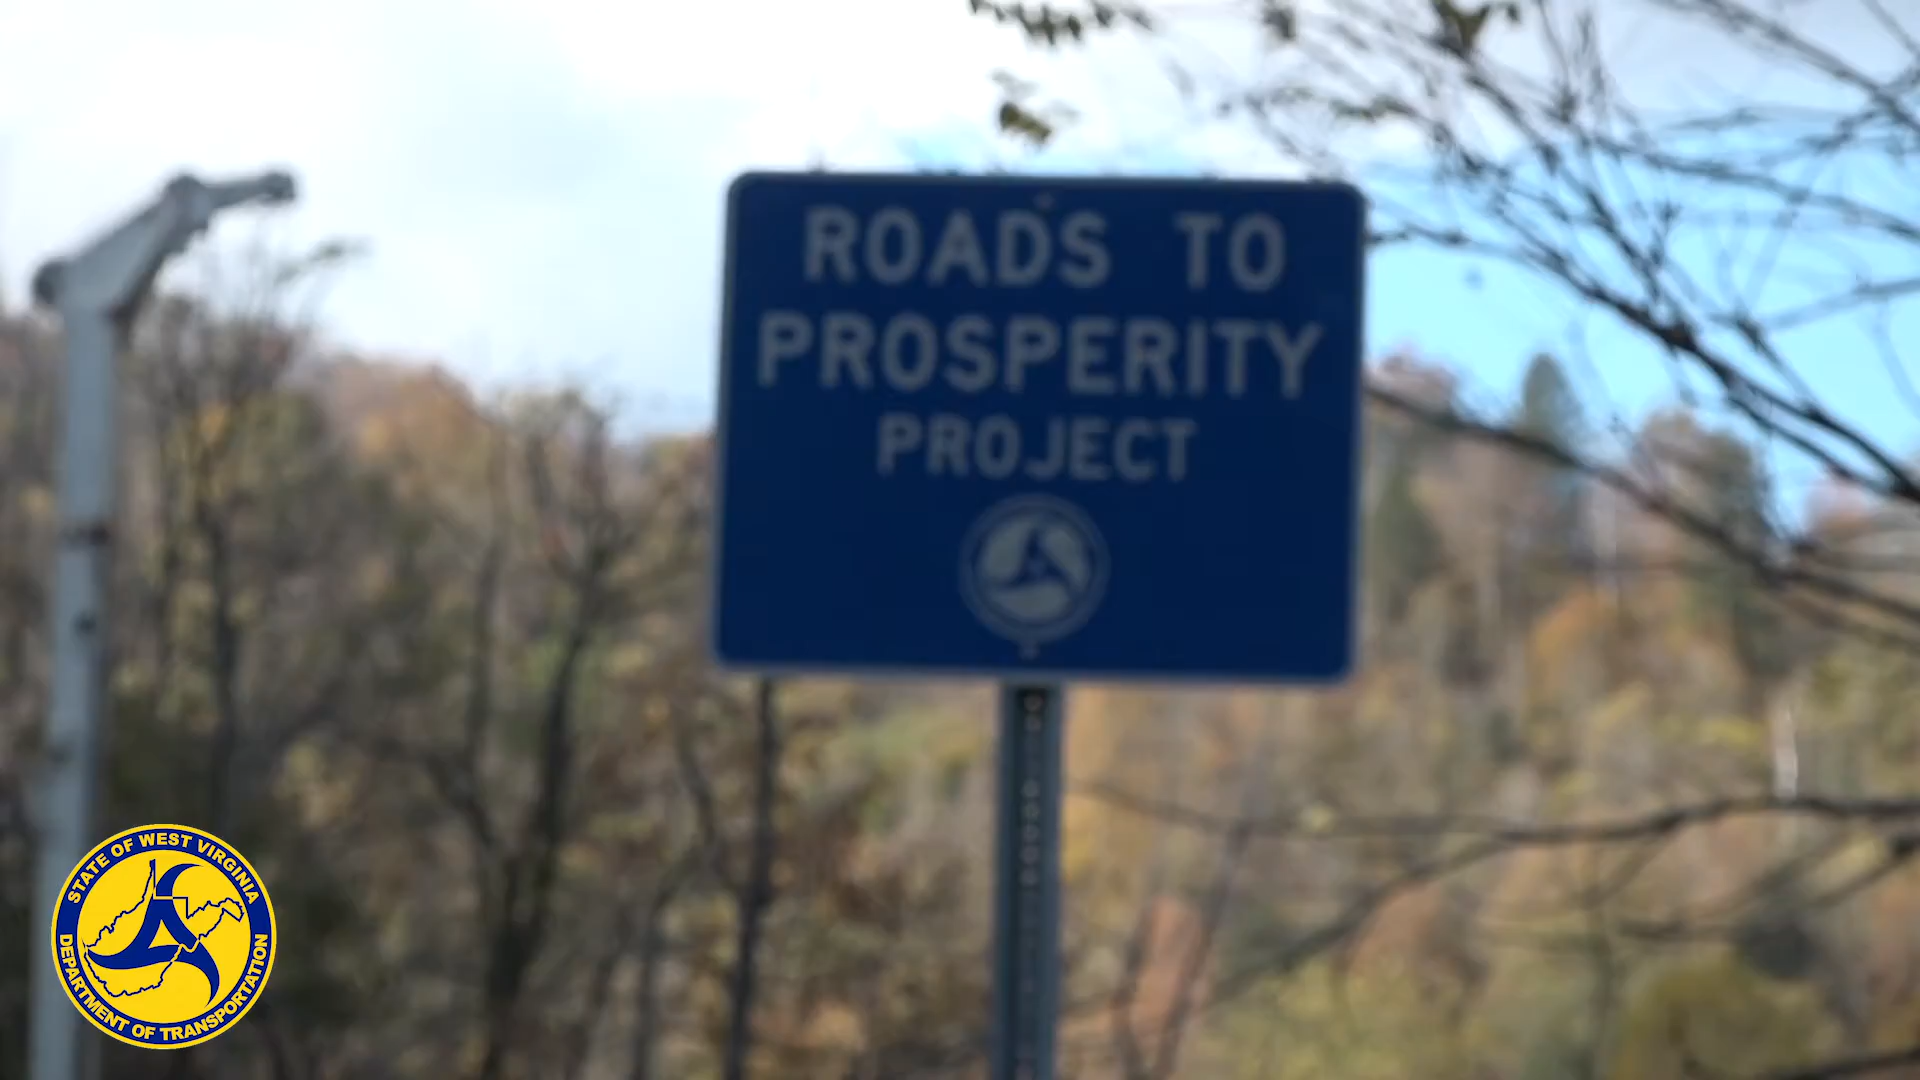 ROADS TO
PROSPERITY
PROJECT
STATE OF WEST VIRGINIA
DEPARTMENT OF TRANSPORTATION